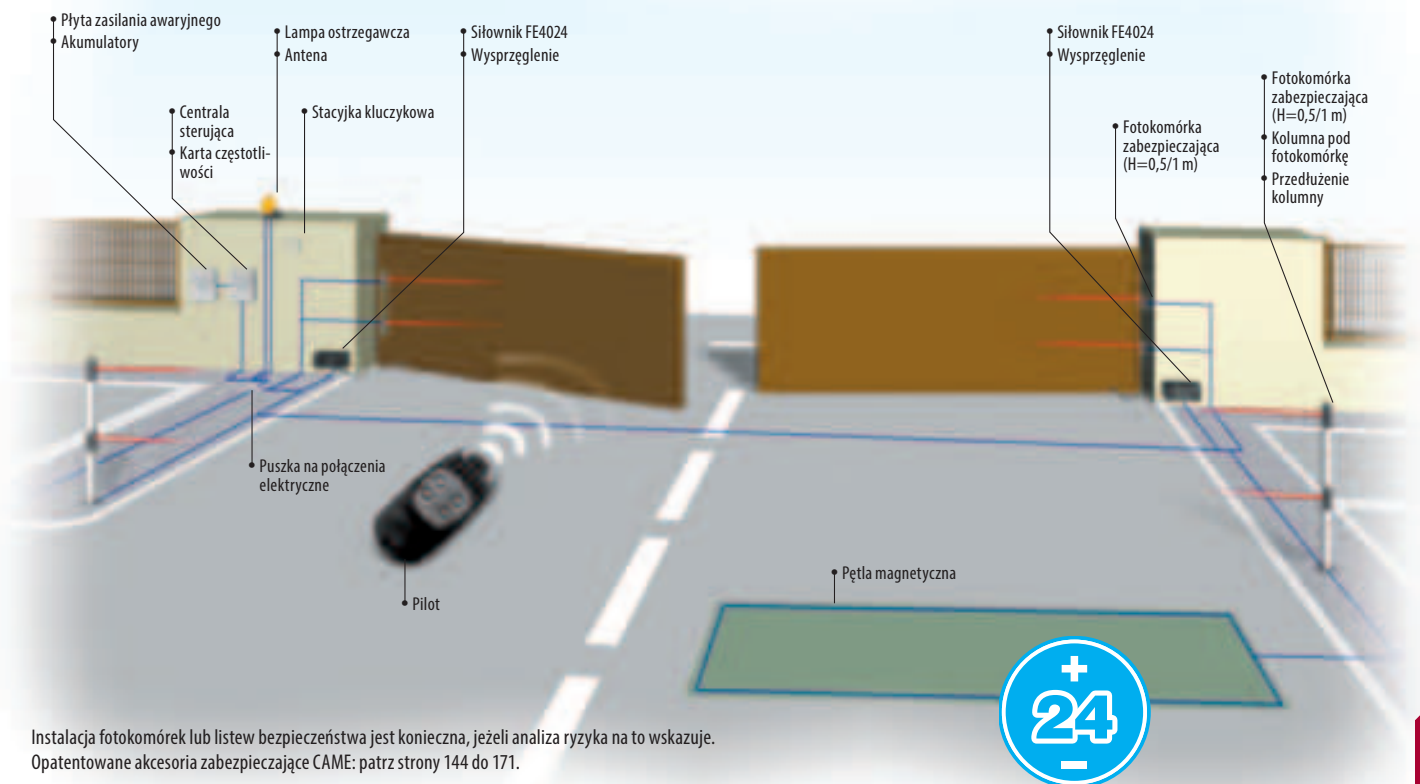 • Płyta zasilania awaryjnego
• Akumulatory
• Lampa ostrzegawcza
• Antena
• Siłownik FE4024
• Wysprzęglenie
• Siłownik FE4024
• Wysprzęglenie
• Fotokomórka
zabezpieczająca
(H=0,5/1 m)
• Kolumna pod
fotokomórkę
• Przedłużenie
kolumny
• Centrala
sterująca
• Karta częstotli-
wości
• Stacyjka kluczykowa
• Fotokomórka
zabezpieczająca
(H=0,5/1 m)
• Puszka na połączenia
elektryczne
• Pilot
• Pętla magnetyczna
+
24
–
Instalacja fotokomórek lub listew bezpieczeństwa jest konieczna, jeżeli analiza ryzyka na to wskazuje.
Opatentowane akcesoria zabezpieczające CAME: patrz strony 144 do 171.